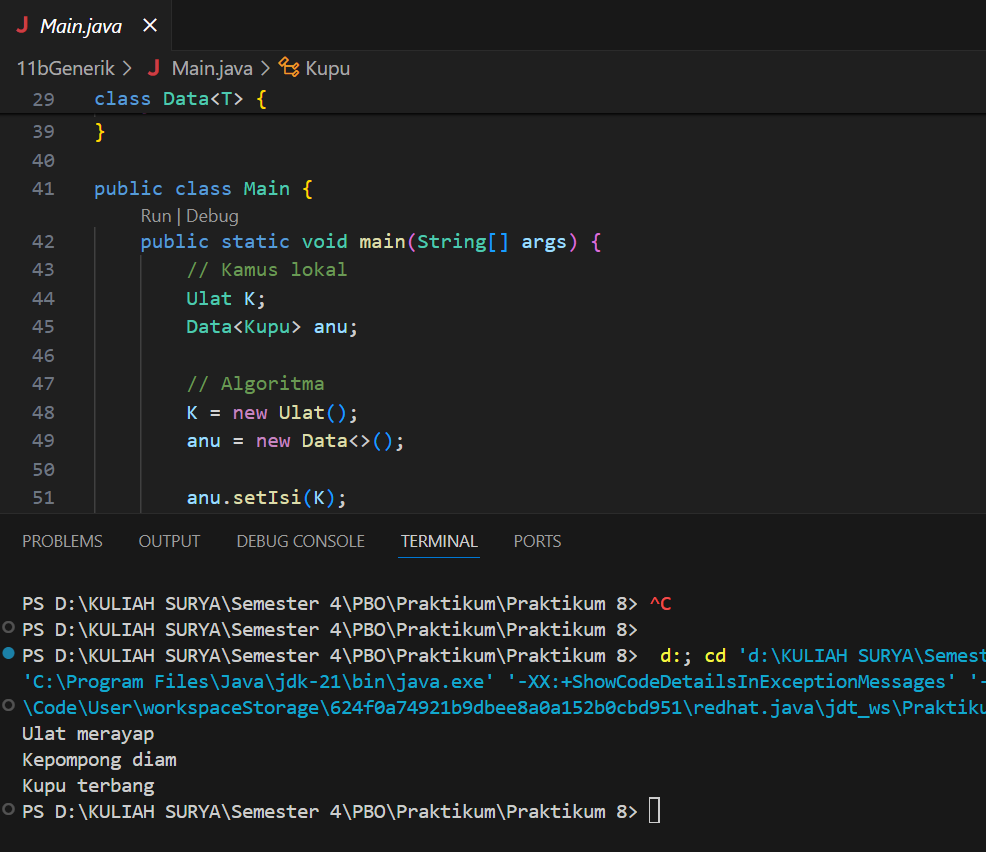 J Main.java ×
11bGenerik > J Main.java > Kupu
29 class Data<T> {
39 }
40
41 public class Main {
Run | Debug
42 public static void main(String[] args) {
43 // Kamus lokal
44 Ulat K;
45 Data<Kupu> anu;
46
47 // Algoritma
48 K = new Ulat();
49 anu = new Data<>();
50
51 anu.setIsi(K);
PROBLEMS OUTPUT DEBUG CONSOLE TERMINAL PORTS
PS D:\KULIAH SURYA\Semester 4\PBO\Praktikum\Praktikum 8> ^C
PS D:\KULIAH SURYA\Semester 4\PBO\Praktikum\Praktikum 8>
PS D:\KULIAH SURYA\Semester 4\PBO\Praktikum\Praktikum 8> d:; cd 'd:\KULIAH SURYA\Semest
'C:\Program Files\Java\jdk-21\bin\java.exe' '-XX:+ShowCodeDetailsInExceptionMessages' '-
\Code\User\workspaceStorage\624f0a74921b9dbee8a0a152b0cbd951\redhat.java\jdt_ws\Praktiku
Ulat merayap
Kepompong diam
Kupu terbang
PS D:\KULIAH SURYA\Semester 4\PBO\Praktikum\Praktikum 8>